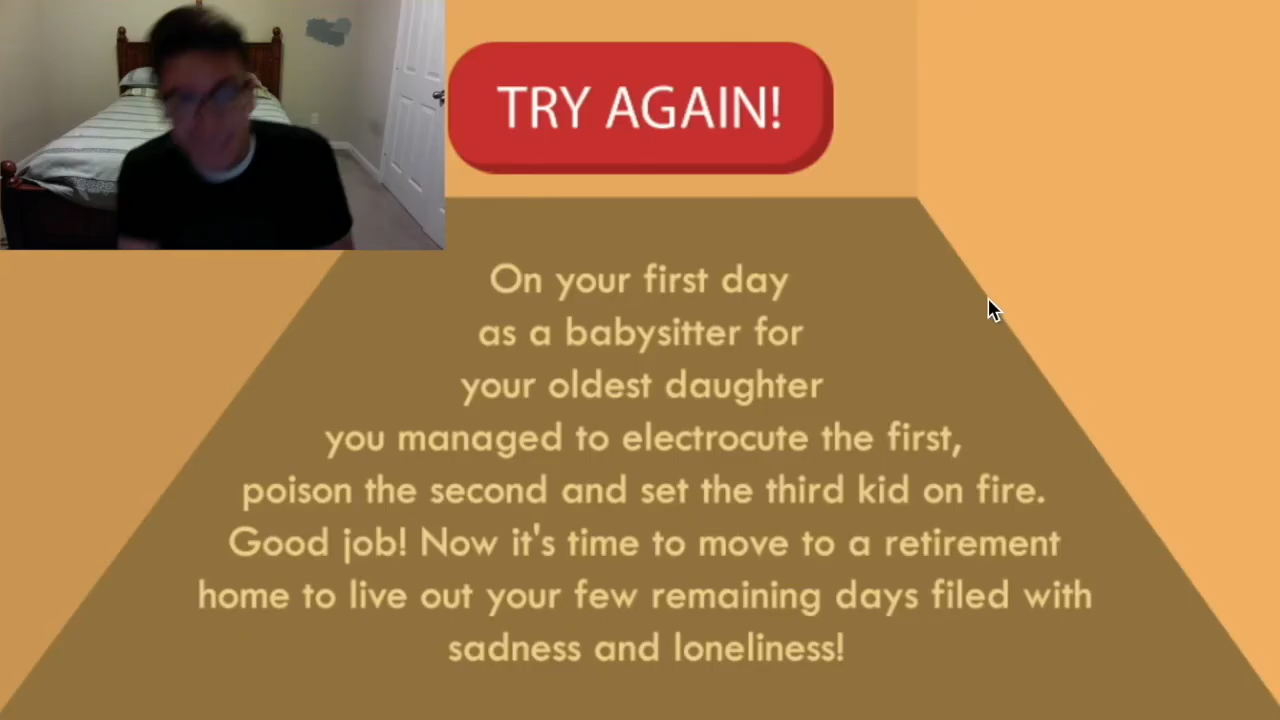 TRY AGAIN!
On your first day
as a babysitter for
your oldest daughter
you managed to electrocute the first,
poison the second and set the third kid on fire.
Good job! Now it's time to move to a retirement
home to live out your few remaining days filed with
sadness and loneliness!